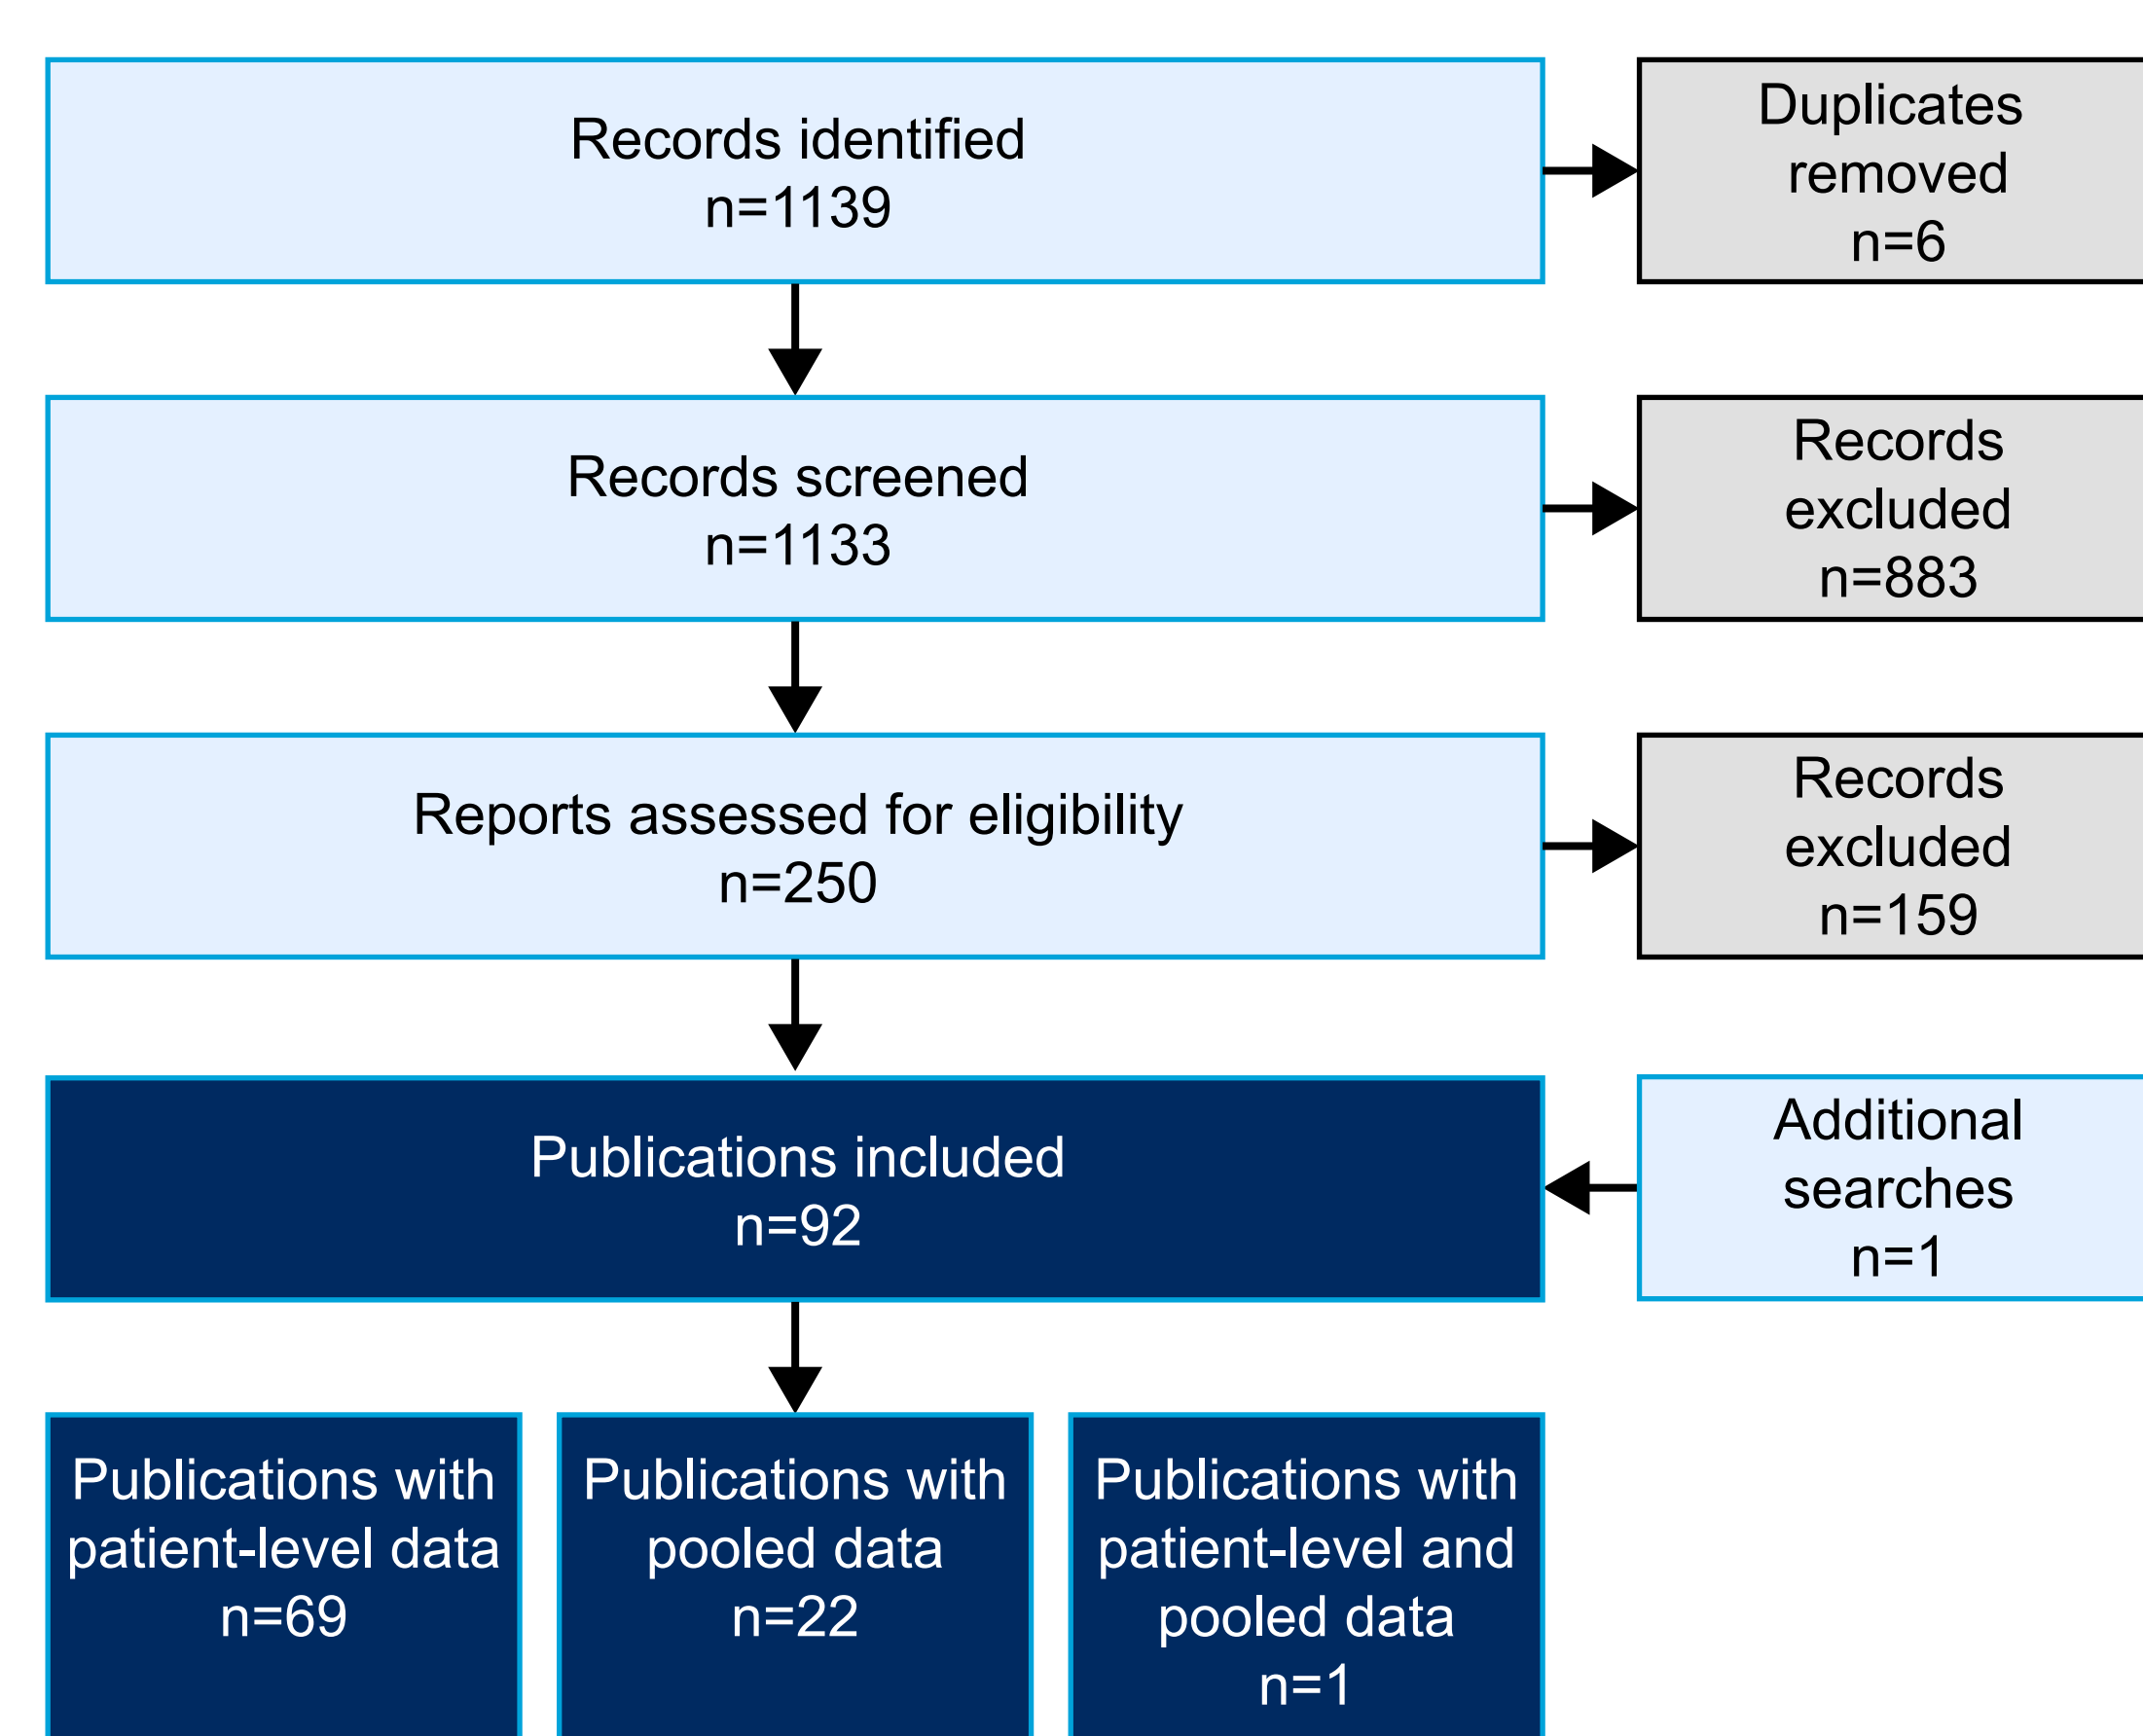 Records identified
n=1139
Duplicates
removed
n=6
Records screened
n=1133
Records
excluded
n=883
Reports assessed for eligibility
n=250
Records
excluded
n=159
Publications included
n=92
Additional
searches
n=1
Publications with
patient-level data
n=69
Publications with
pooled data
n=22
Publications with
patient-level and
pooled data
n=1